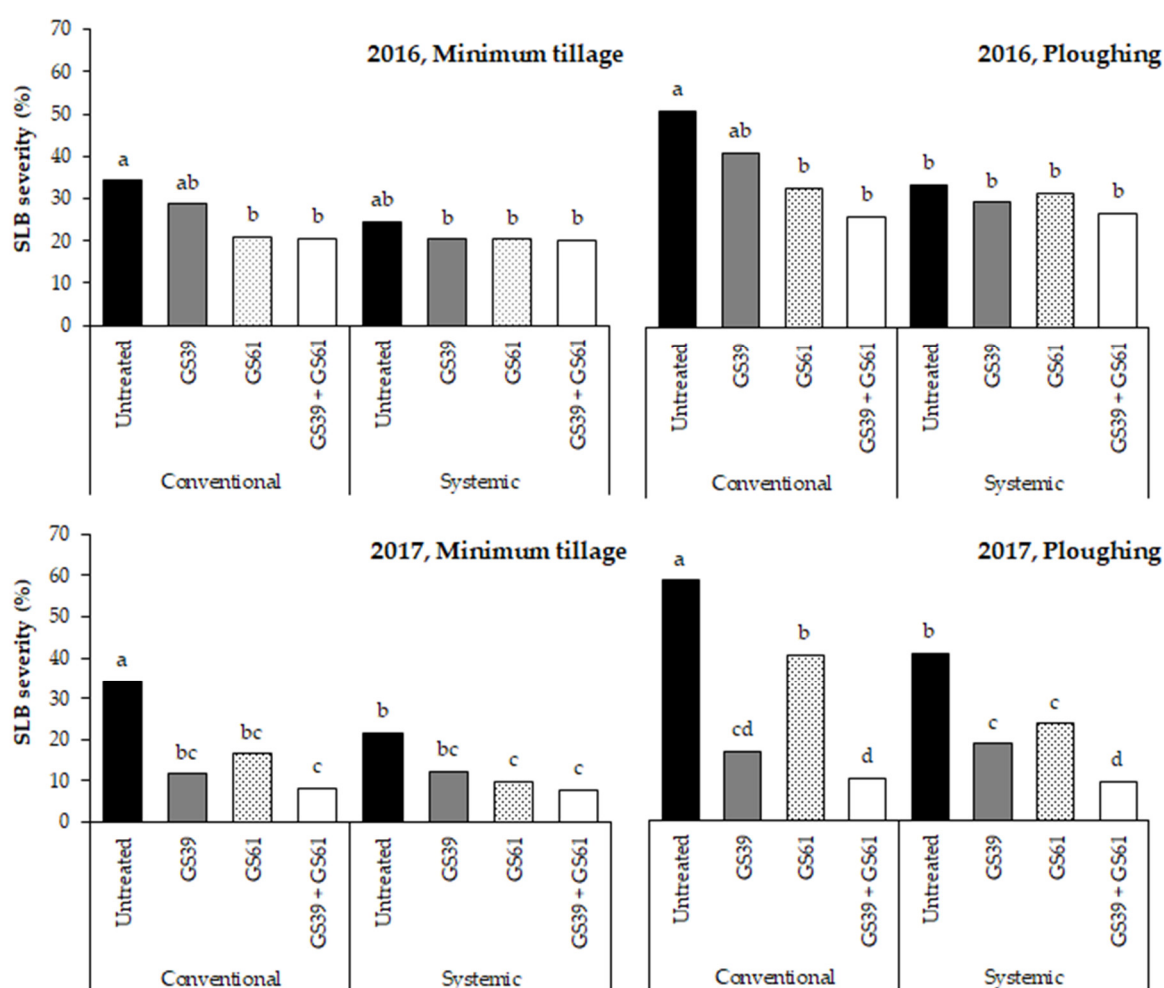 2016, Minimum tillage
SLB severity (%)
70
60
50
40
30
20
10
0
a
ab
b
b
ab
b
b
b
Untreated
GS39
GS61
GS39 + GS61
Untreated
GS39
GS61
GS39 + GS61
Conventional
Systemic
2016, Ploughing
a
ab
b
b
b
b
b
b
Untreated
GS39
GS61
GS39 + GS61
Untreated
GS39
GS61
GS39 + GS61
Conventional
Systemic
2017, Minimum tillage
SLB severity (%)
70
60
50
40
30
20
10
0
a
bc
bc
c
b
bc
c
c
Untreated
GS39
GS61
GS39 + GS61
Untreated
GS39
GS61
GS39 + GS61
Conventional
Systemic
2017, Ploughing
a
cd
b
d
b
c
c
d
Untreated
GS39
GS61
GS39 + GS61
Untreated
GS39
GS61
GS39 + GS61
Conventional
Systemic